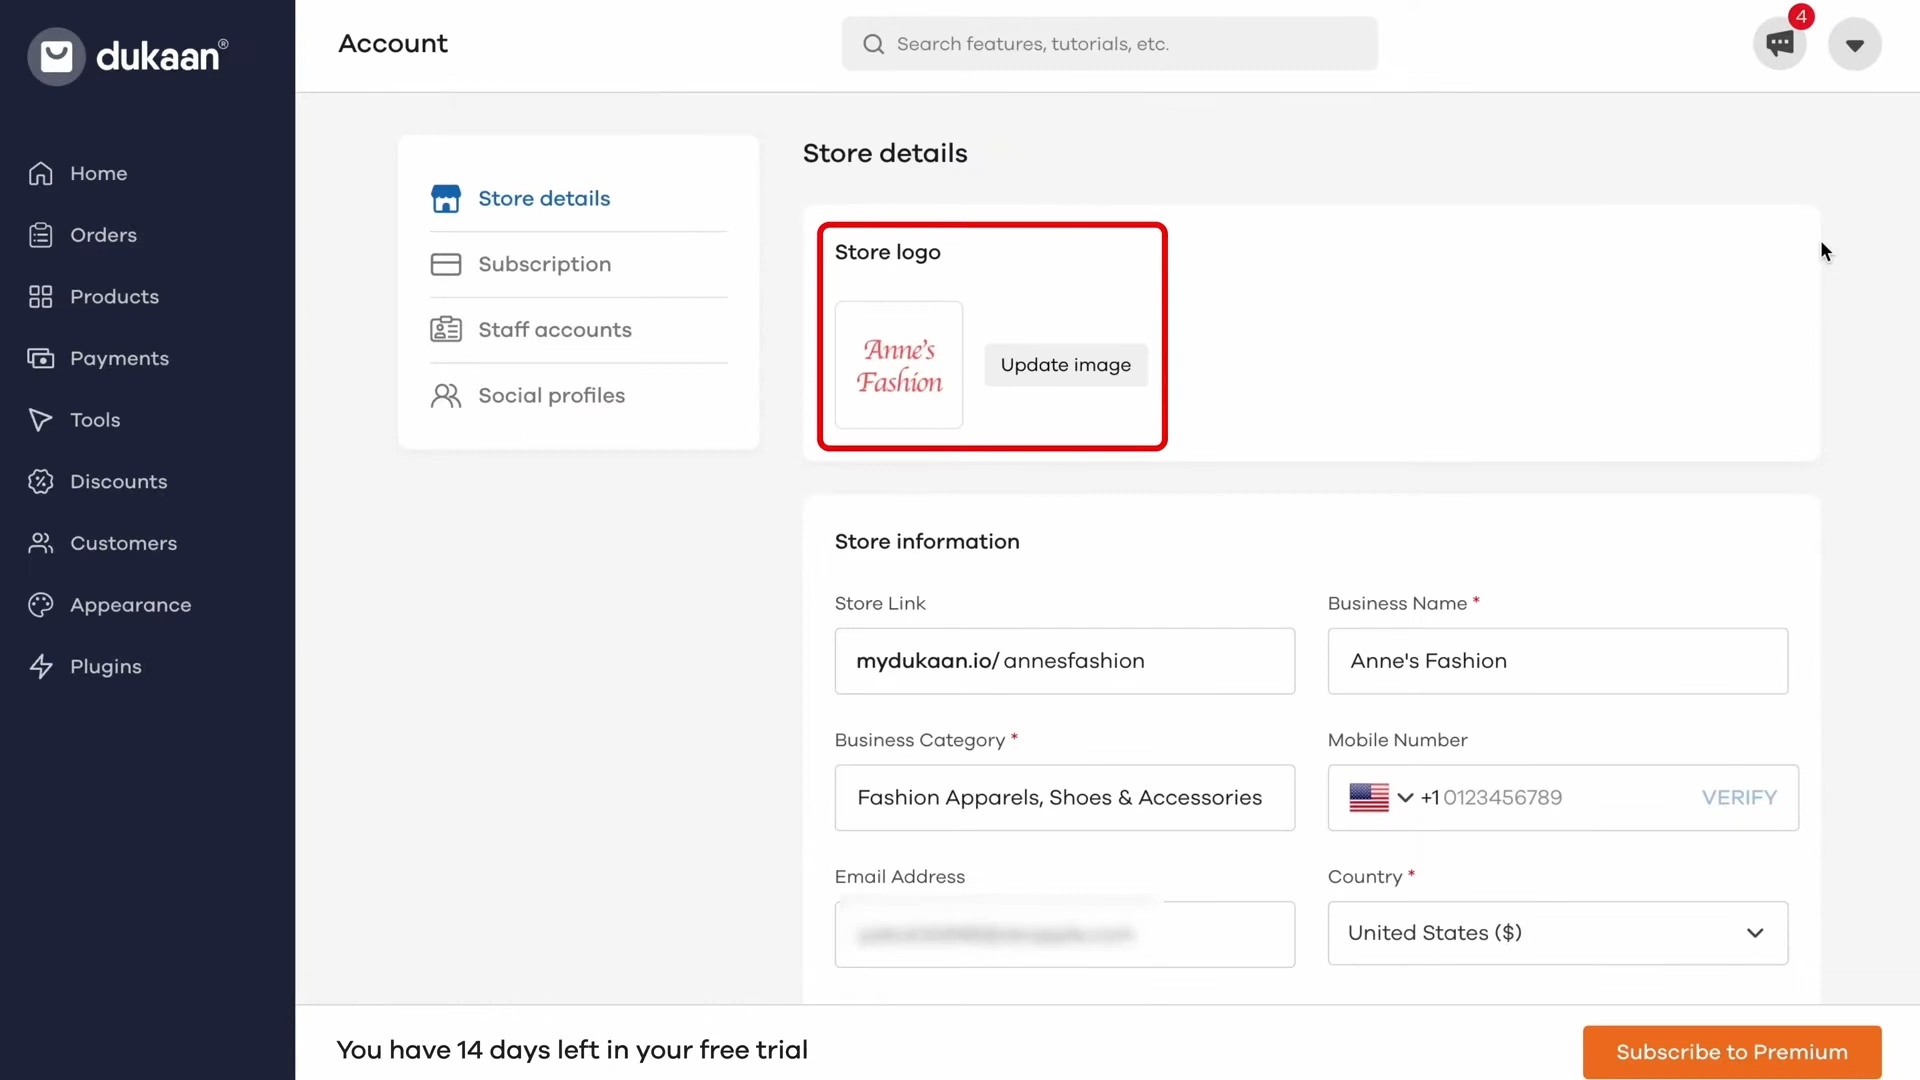 dukaan®
Account
Search features, tutorials, etc.
4
Home
Orders
Products
Payments
Tools
Discounts
Customers
Appearance
Plugins
Store details
Subscription
Staff accounts
Social profiles
Store details
Store logo
Anne's
Fashion
Update image
Store information
Store Link
Business Name *
mydukaan.io/ annesfashion
Anne's Fashion
Business Category *
Mobile Number
Fashion Apparels, Shoes & Accessories
+1 0123456789
VERIFY
Email Address
Country *
United States ($)
You have 14 days left in your free trial
Subscribe to Premium